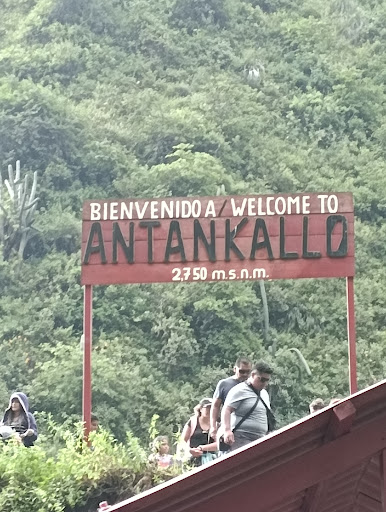 BIENVENIDO A / WELCOME TO
ANTANKALLO
2,750 m.s.n.m.